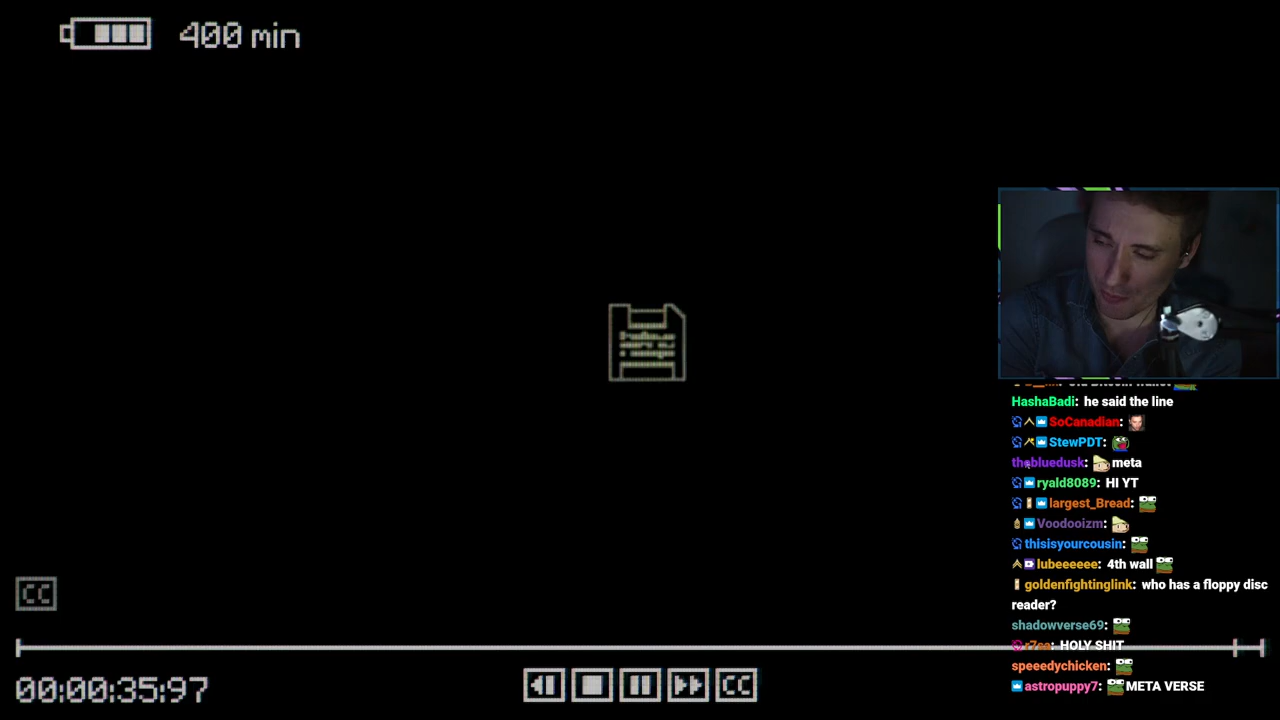 400 min
HashaBadi: he said the line
SoCanadian:
StewPDT:
thebluedusk: meta
ryald8089: HI YT
largest_Bread:
Voodooizm:
thisisyourcousin:
lubeeeeee: 4th wall
goldenfightinglink: who has a floppy disc
reader?
shadowverse69:
HOLY SHIT
speeedychicken:
astropuppy7: META VERSE
CC
00:00:35:97
CC